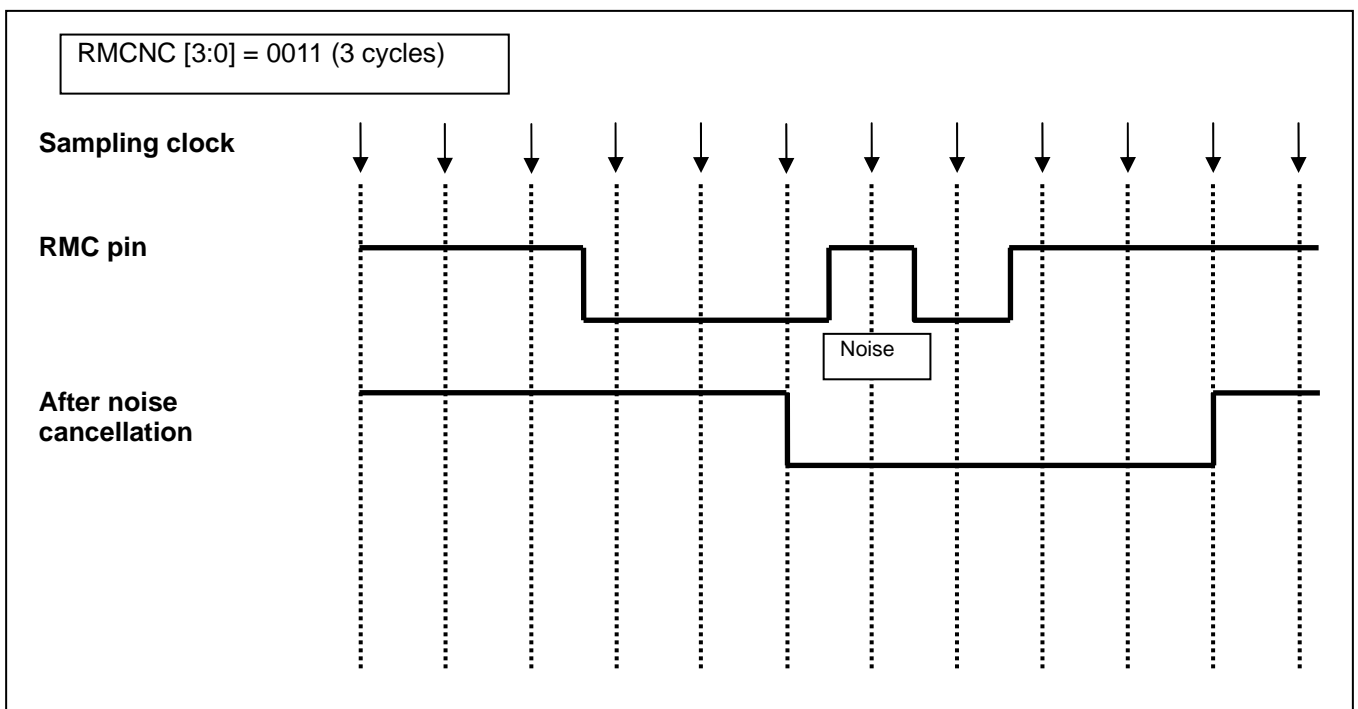 RMCNC [3:0] = 0011 (3 cycles)
Sampling clock
RMC pin
Noise
After noise
cancellation